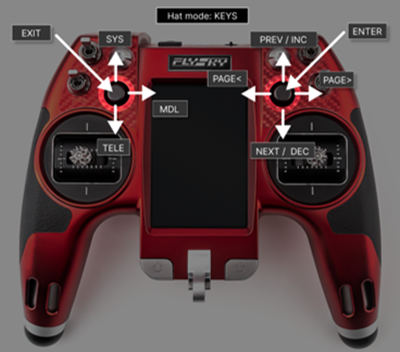 Hat mode: KEYS
EXIT
SYS
PREV / INC
ENTER
FLYSKY
PAGE<
PAGE>
MDL
TELE
NEXT / DEC